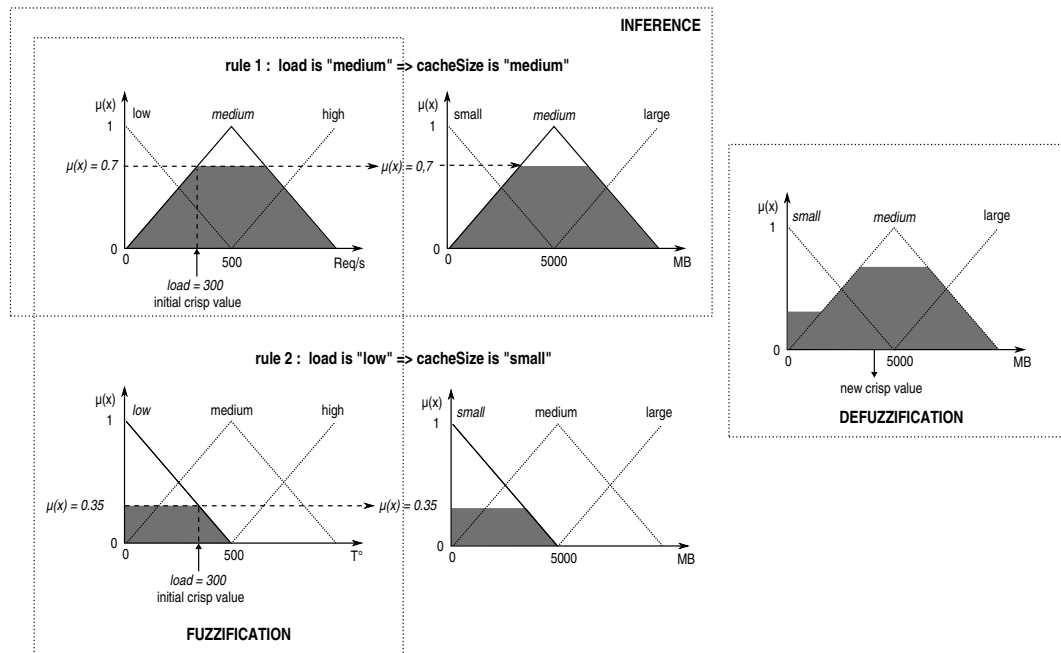 INFERENCE
rule 1 : load is "medium" => cacheSize is "medium"
μ(x)
low
medium
high
1
μ(x) = 0.7
0
0
500
Req/s
load = 300
initial crisp value
μ(x)
small
medium
large
1
μ(x) = 0,7
0
0
5000
MB
rule 2 : load is "low" => cacheSize is "small"
μ(x)
low
medium
high
1
μ(x) = 0.35
0
0
500
T°
load = 300
initial crisp value
FUZZIFICATION
μ(x)
small
medium
large
1
μ(x) = 0.35
0
0
5000
MB
μ(x)
small
medium
large
1
0
0
5000
MB
new crisp value
DEFUZZIFICATION